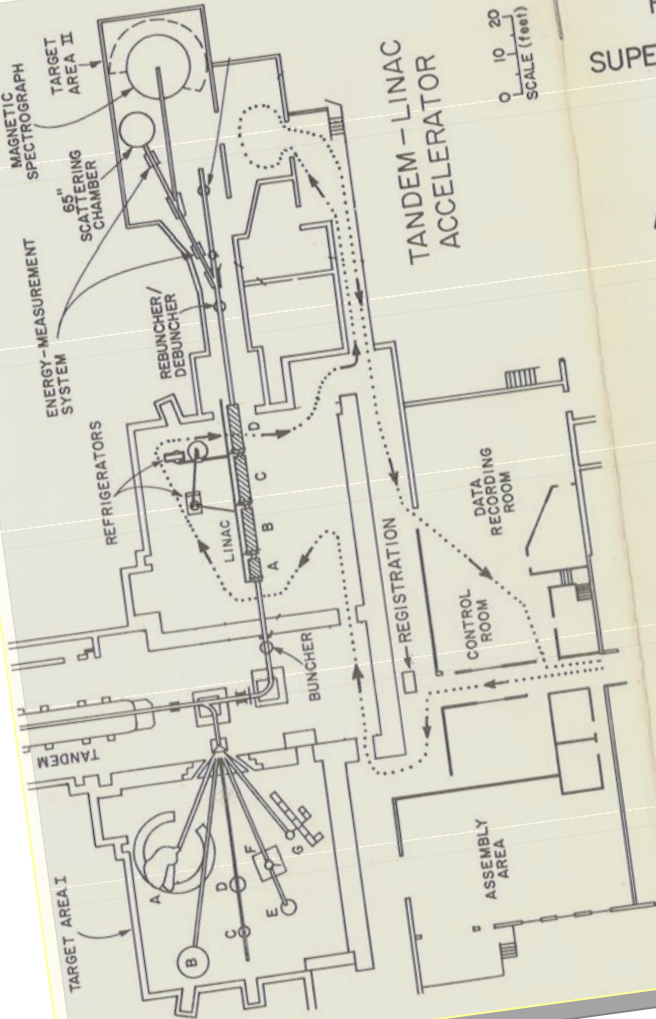 TANDEM-LINAC
ACCELERATOR
0 10 20
SCALE (feet)
SUPE
TARGET
AREA II
MAGNETIC
SPECTROGRAPH
65"
SCATTERING
CHAMBER
ENERGY-MEASUREMENT
SYSTEM
REBUNCHER/
DEBUNCHER
REFRIGERATORS
LINAC
A
B
C
D
BUNCHER
REGISTRATION
DATA
RECORDING
ROOM
CONTROL
ROOM
TANDEM
TARGET AREA I
A
B
C
D
E
F
G
ASSEMBLY
AREA